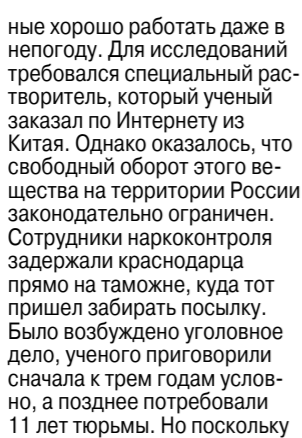 ные хорошо работать даже в
непогоду. Для исследований
требовался специальный рас-
творитель, который ученый
заказал по Интернету из
Китая. Однако оказалось, что
свободный оборот этого ве-
щества на территории России
законодательно ограничен.
Сотрудники наркоконтроля
задержали краснодарца
прямо на таможне, куда тот
пришел забирать посылку.
Было возбуждено уголовное
дело, ученого приговорили
сначала к трем годам услов-
но, а позднее потребовали
11 лет тюрьмы. Но поскольку